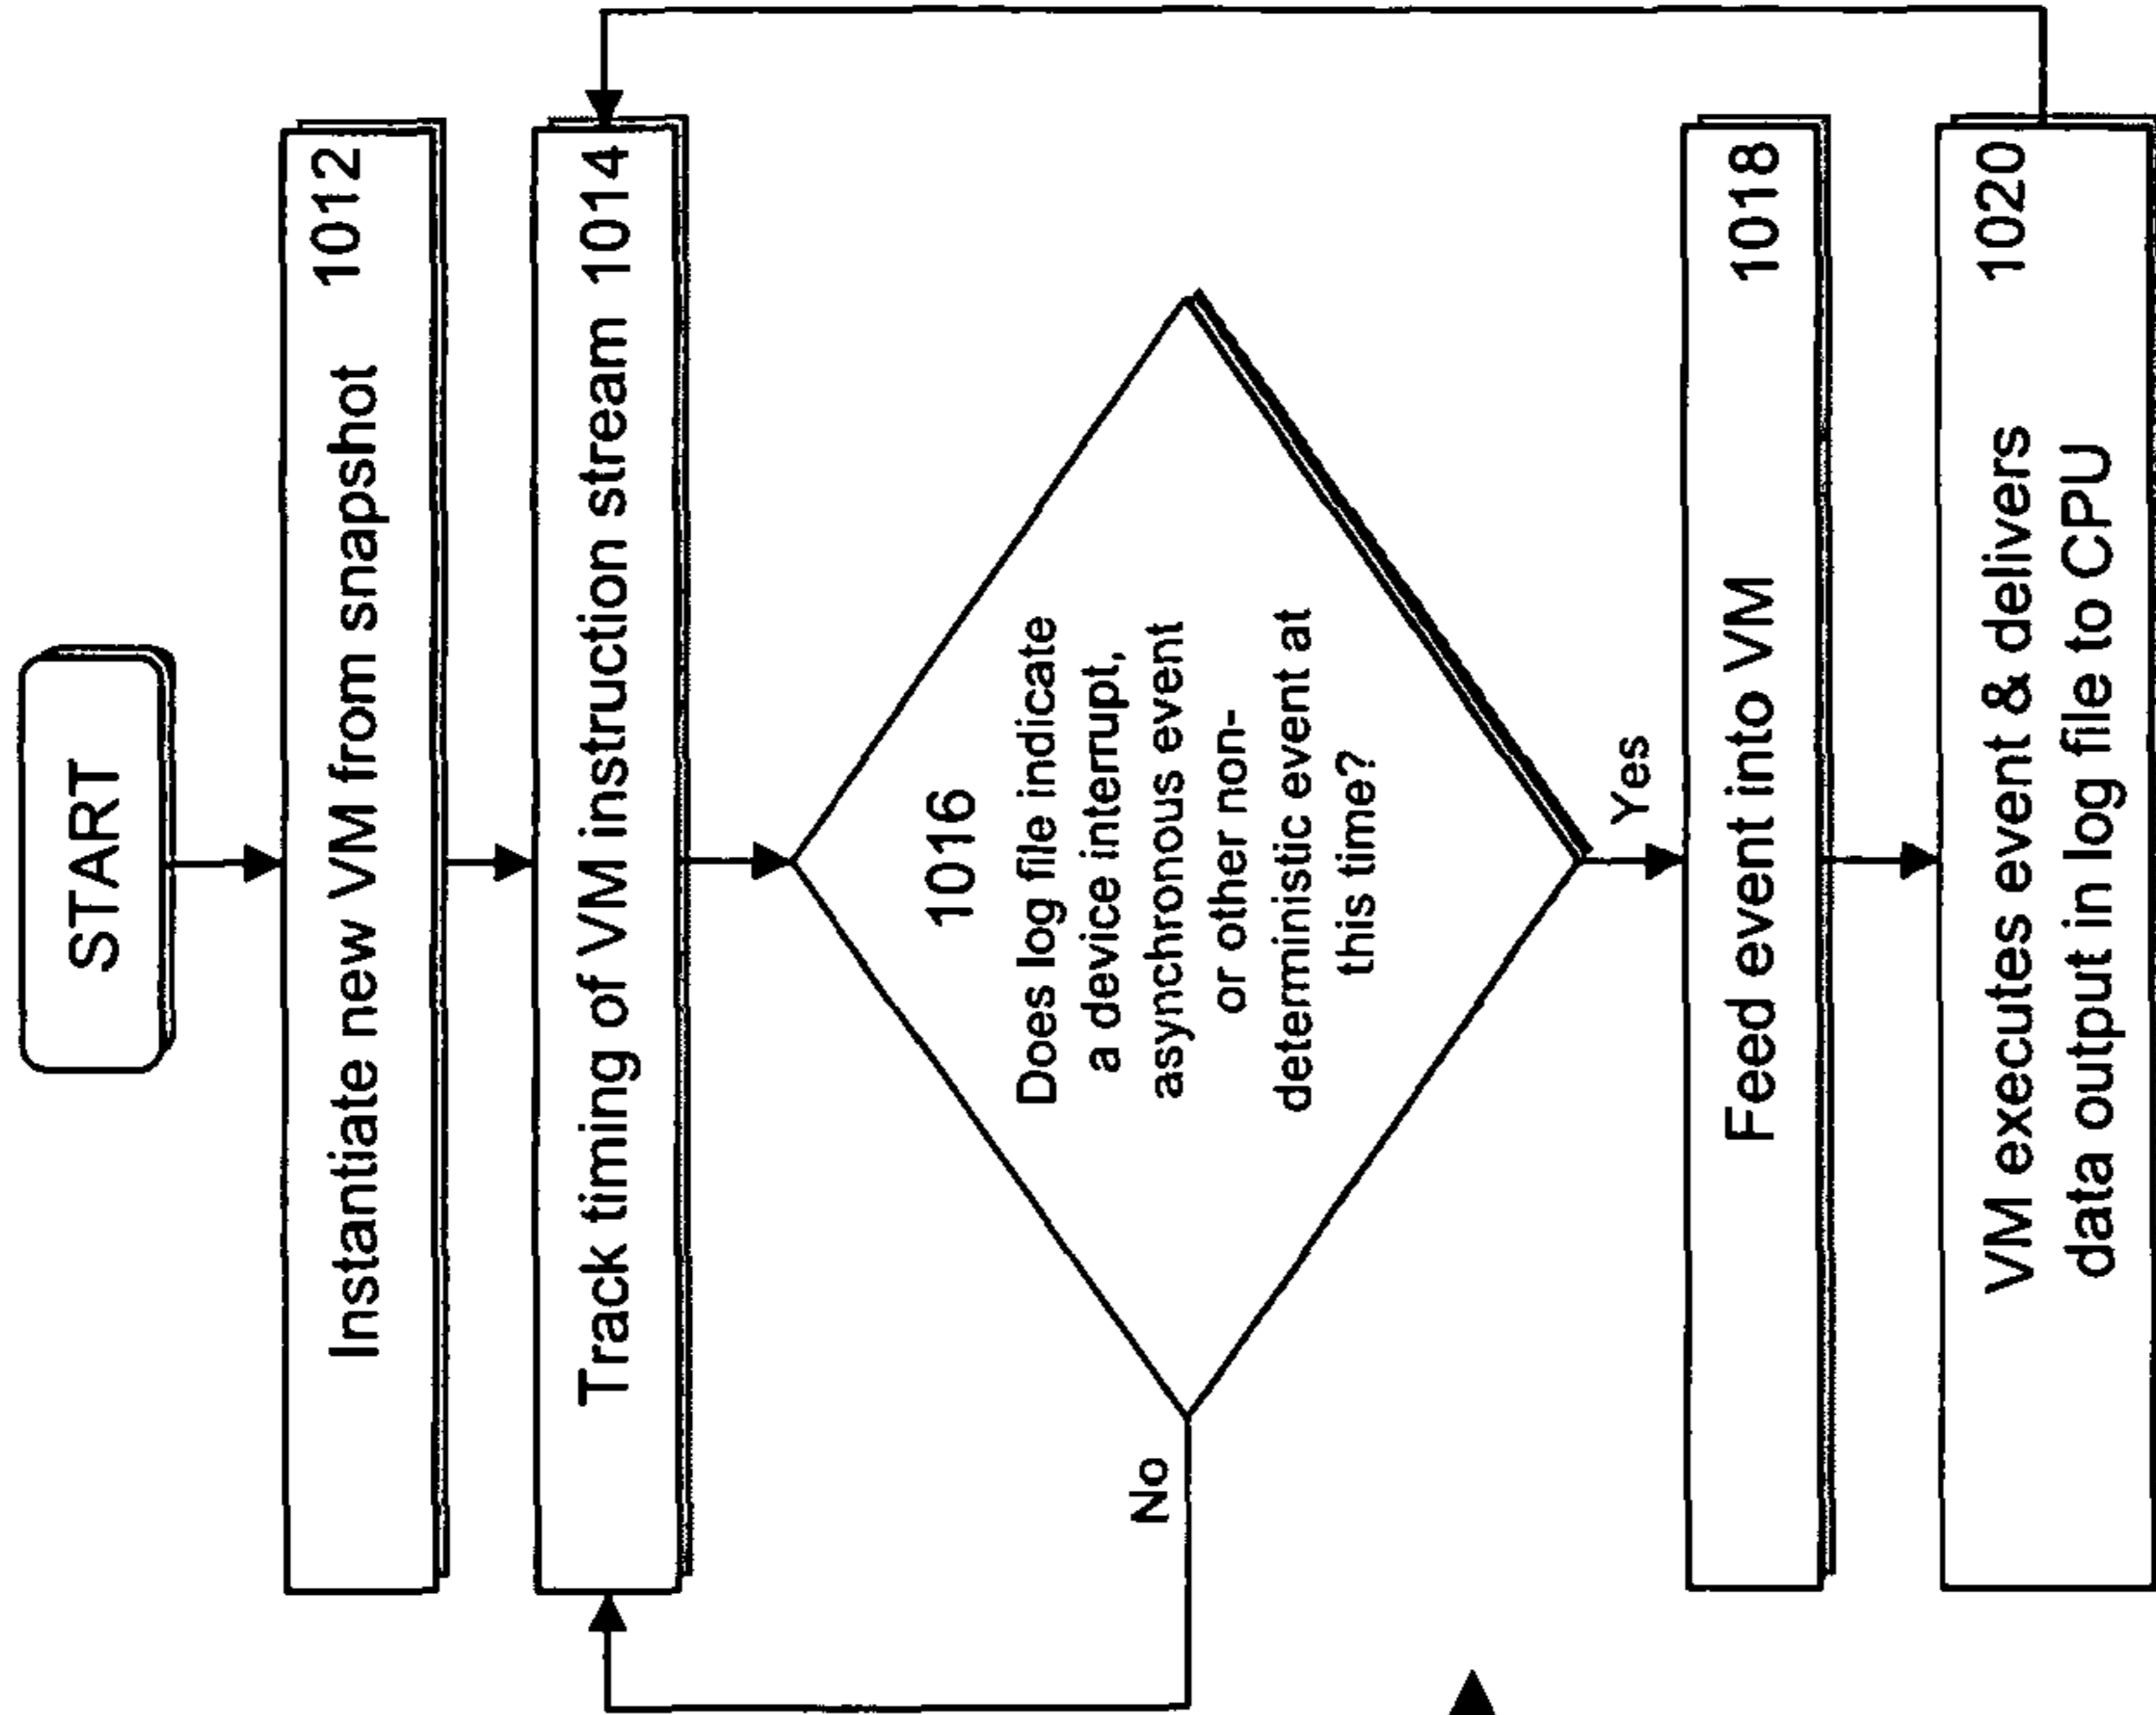 START
Instantiate new VM from snapshot 1012
Track timing of VM instruction stream 1014
1016
Does log file indicate
a device interrupt,
asynchronous event
or other non-
deterministic event at
this time?
No
Yes
Feed event into VM 1018
VM executes event & delivers 1020
data output in log file to CPU